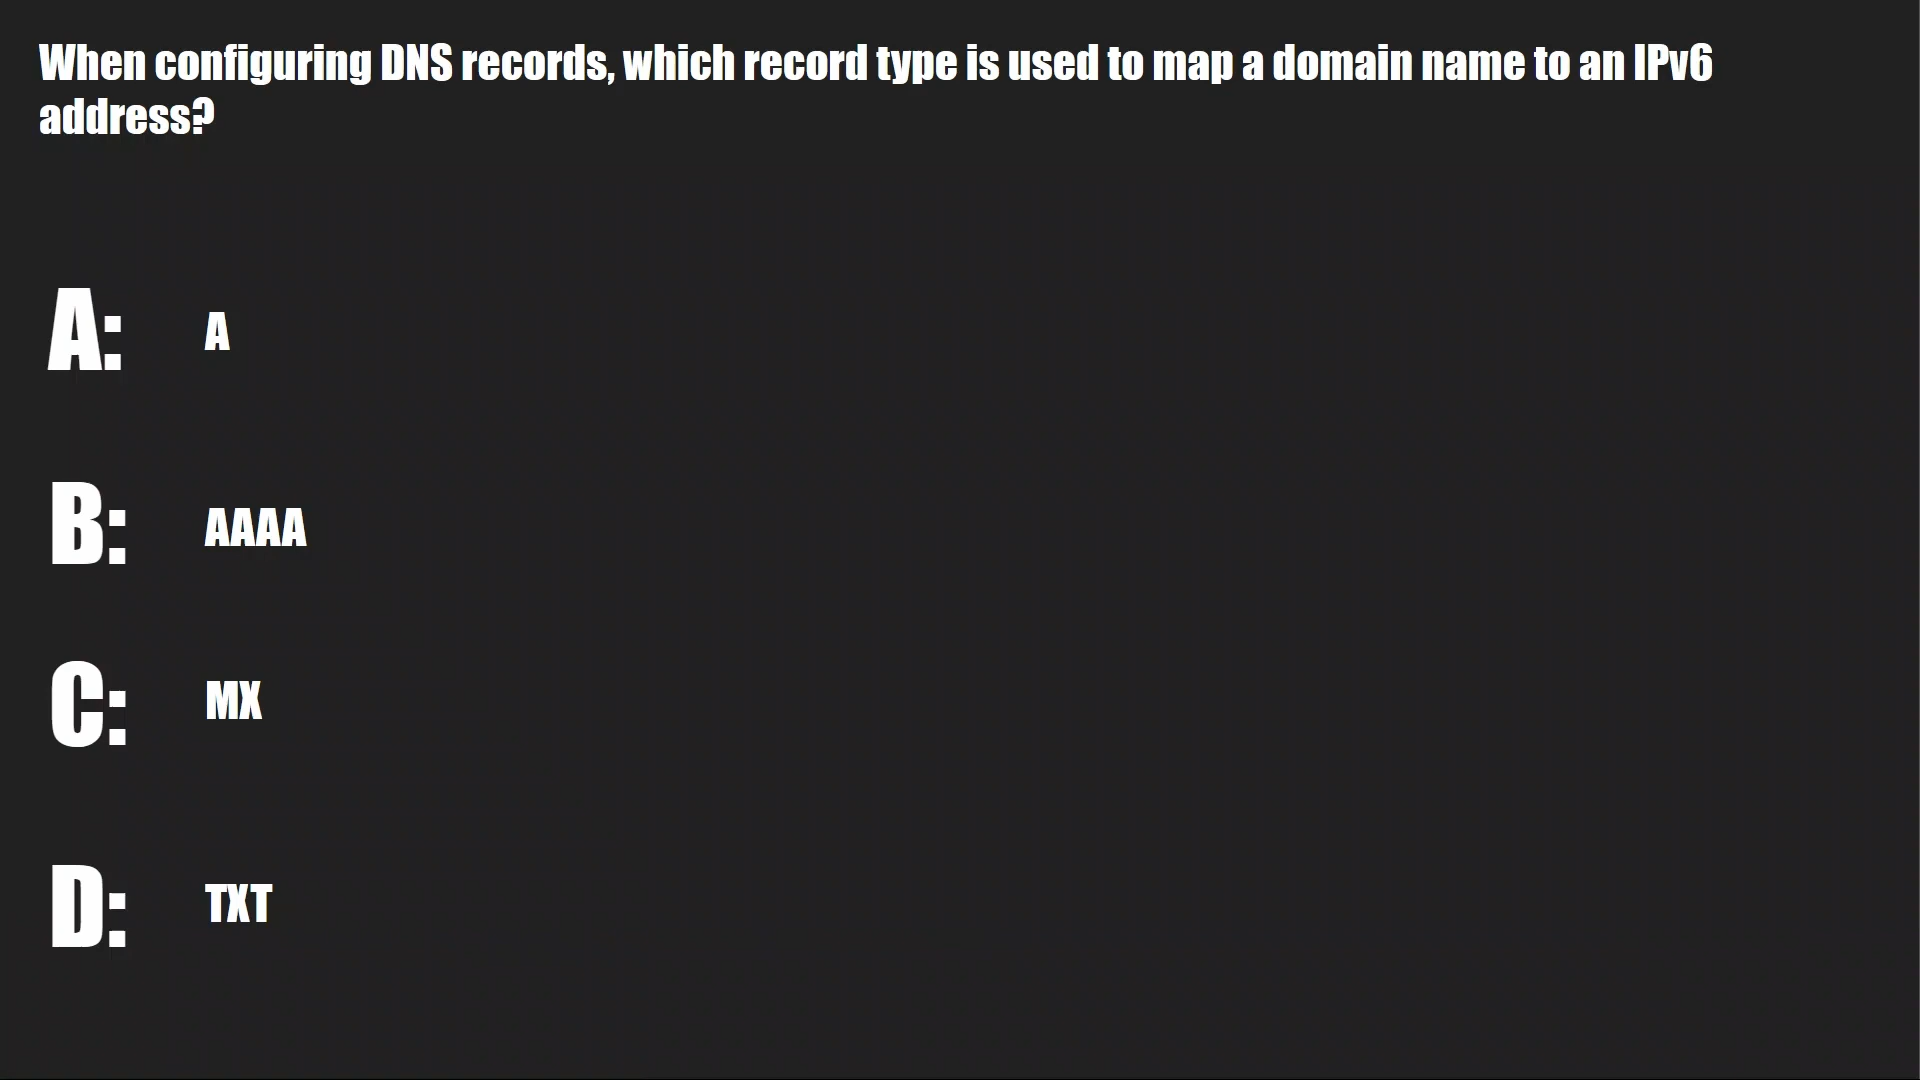 When configuring DNS records, which record type is used to map a domain name to an IPv6
address?
A: A
B: AAAA
C: MX
D: TXT